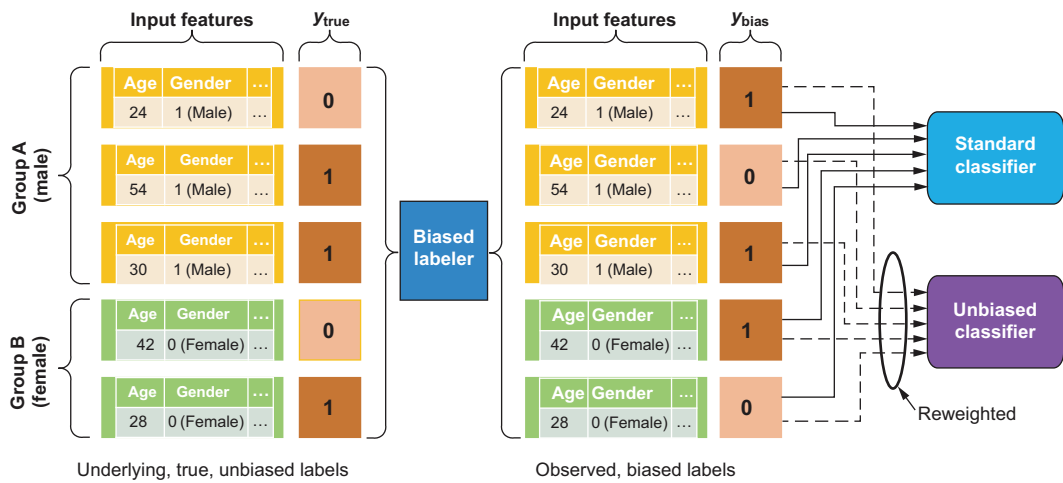 Input features
y true
Input features
y bias
Group A
(male)
Age Gender ...
24 1 (Male) ...
0
Age Gender ...
54 1 (Male) ...
1
Age Gender ...
30 1 (Male) ...
1
Group B
(female)
Age Gender ...
42 0 (Female) ...
0
Age Gender ...
28 0 (Female) ...
1
Underlying, true, unbiased labels
Biased
labeler
Age Gender ...
24 1 (Male) ...
1
Age Gender ...
54 1 (Male) ...
0
Age Gender ...
30 1 (Male) ...
1
Age Gender ...
42 0 (Female) ...
1
Age Gender ...
28 0 (Female) ...
0
Observed, biased labels
Standard
classifier
Unbiased
classifier
Reweighted